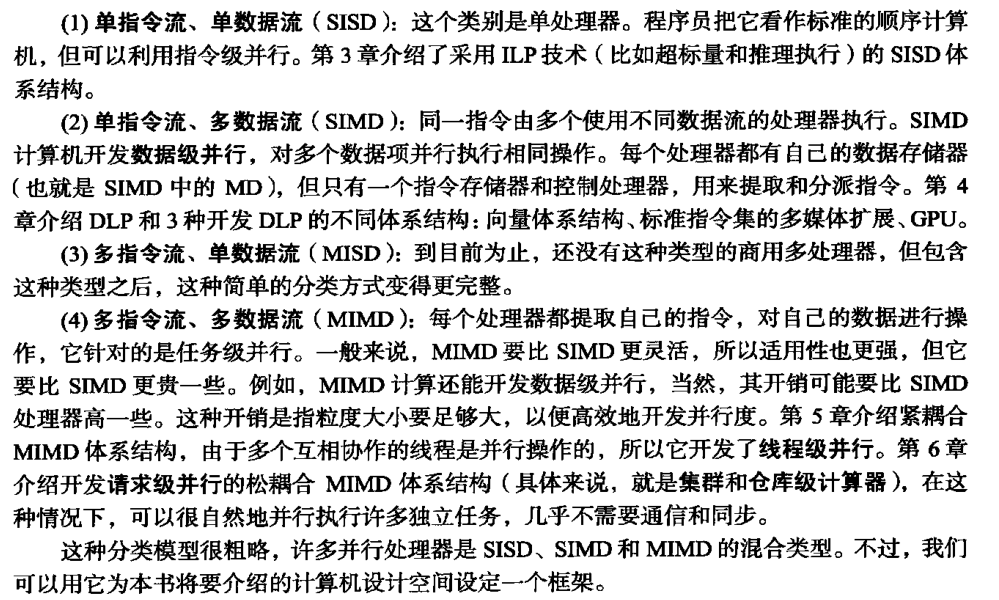 (1) 单指令流、单数据流（SISD）：这个类别是单处理器。程序员把它看作标准的顺序计算
机，但可以利用指令级并行。第 3 章介绍了采用 ILP 技术（比如超标量和推理执行）的 SISD 体
系结构。
(2) 单指令流、多数据流（SIMD）：同一指令由多个使用不同数据流的处理器执行。SIMD
计算机开发数据级并行，对多个数据项并行执行相同操作。每个处理器都有自己的数据存储器
（也就是 SIMD 中的 MD），但只有一个指令存储器和控制处理器，用来提取和分派指令。第 4
章介绍 DLP 和 3 种开发 DLP 的不同体系结构：向量体系结构、标准指令集的多媒体扩展、GPU。
(3) 多指令流、单数据流（MISD）：到目前为止，还没有这种类型的商用多处理器，但包含
这种类型之后，这种简单的分类方式变得更完整。
(4) 多指令流、多数据流（MIMD）：每个处理器都提取自己的指令，对自己的数据进行操
作，它针对的是任务级并行。一般来说，MIMD 要比 SIMD 更灵活，所以适用性也更强，但它
要比 SIMD 更贵一些。例如，MIMD 计算还能开发数据级并行，当然，其开销可能要比 SIMD
处理器高一些。这种开销是指粒度大小要足够大，以便高效地开发并行度。第 5 章介绍紧耦合
MIMD 体系结构，由于多个互相协作的线程是并行操作的，所以它开发了线程级并行。第 6 章
介绍开发请求级并行的松耦合 MIMD 体系结构（具体来说，就是集群和仓库级计算器），在这
种情况下，可以很自然地并行执行许多独立任务，几乎不需要通信和同步。
这种分类模型很粗略，许多并行处理器是 SISD、SIMD 和 MIMD 的混合类型。不过，我们
可以用它为本书将要介绍的计算机设计空间设定一个框架。